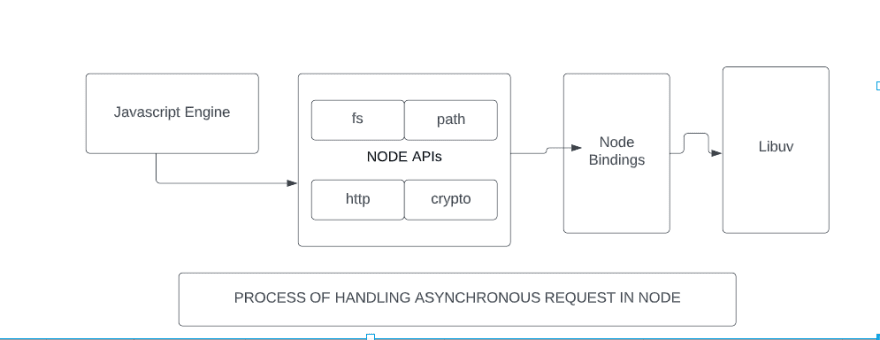 Javascript Engine
fs
path
NODE APIs
http
crypto
Node
Bindings
Libuv
PROCESS OF HANDLING ASYNCHRONOUS REQUEST IN NODE